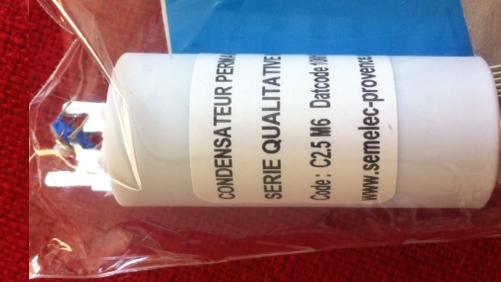 CONDENSATEUR PERMA
SERIE QUALITATIVE
Code : C2.5 M6 Datcode
www.semelec-provence